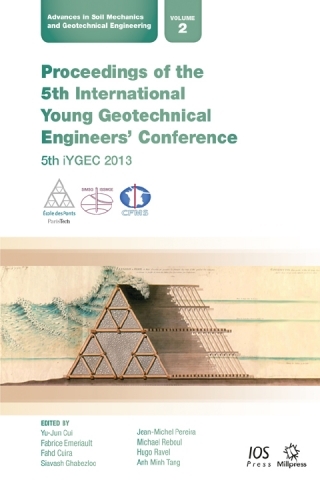 Advances in Soil Mechanics
and Geotechnical Engineering
VOLUME
2
Proceedings of the
5th International
Young Geotechnical
Engineers' Conference
5th iYGEC 2013
École des Ponts
ParisTech
CFMS
EDITED BY
Yu-Jun Cui
Fabrice Emeriault
Fahd Cuira
Siavash Ghabezloo
Jean-Michel Pereira
Michael Reboul
Hugo Ravel
Anh Minh Tang
IOS
Press
Millpress